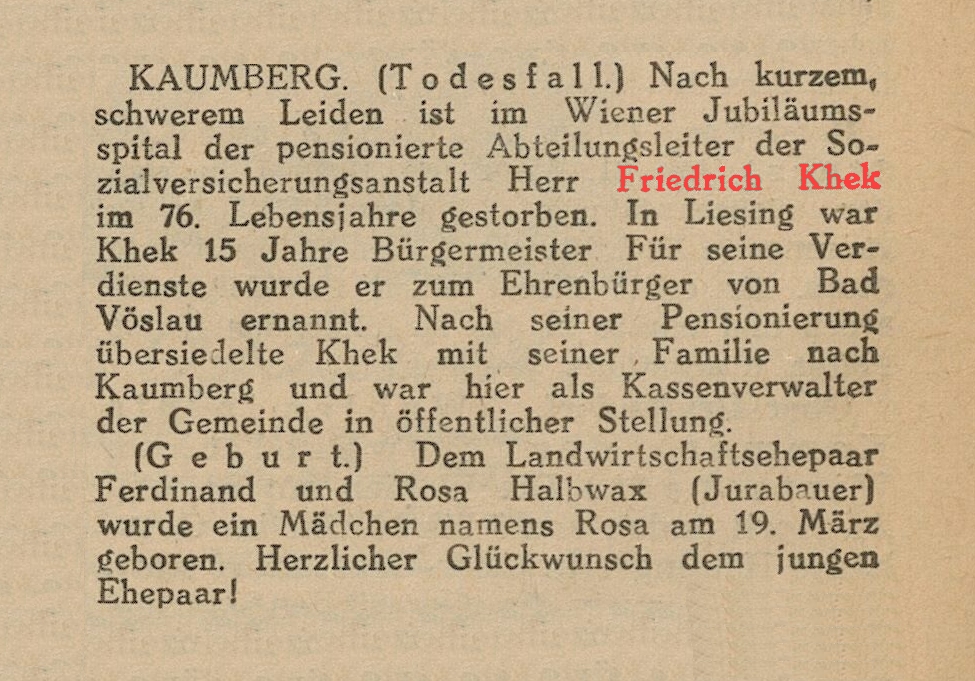 KAUMBERG. (Todesfall.) Nach kurzem,
schwerem Leiden ist im Wiener Jubiläums-
spital der pensionierte Abteilungsleiter der So-
zialversicherungsanstalt Herr Friedrich Khek
im 76. Lebensjahre gestorben. In Liesing war
Khek 15 Jahre Bürgermeister Für seine Ver-
dienste wurde er zum Ehrenbürger von Bad
Vöslau ernannt. Nach seiner Pensionierung
übersiedelte Khek mit seiner Familie nach
Kaumberg und war hier als Kassenverwalter
der Gemeinde in öffentlicher Stellung.
(Geburt.) Dem Landwirtschaftsehepaar
Ferdinand und Rosa Halbwax (Jurabauer)
wurde ein Mädchen namens Rosa am 19. März
geboren. Herzlicher Glückwunsch dem jungen
Ehepaar!